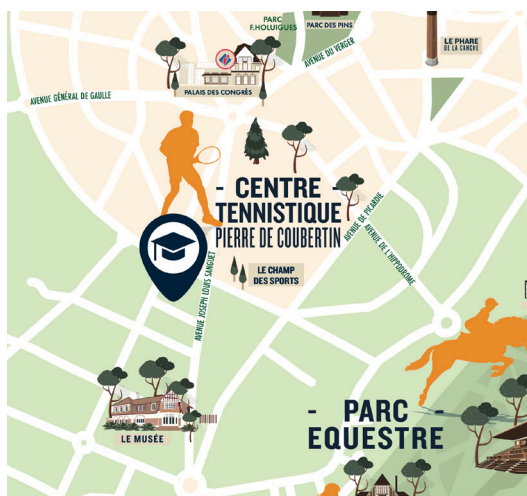 PARC
F.HOLUIGUES
PARC DES PINS
LE PHARE
DE LA CANCHE
AVENUE DU VERGER
PALAIS DES CONGRÈS
AVENUE GÉNÉRAL DE GAULLE
- CENTRE -
TENNISTIQUE
PIERRE DE COUBERTIN
AVENUE DE PICARDIE
AVENUE DE L'HIPPODROME
LE CHAMP
DES SPORTS
AVENUE JOSEPH LOUIS SANGUET
LE MUSÉE
- PARC -
EQUESTRE